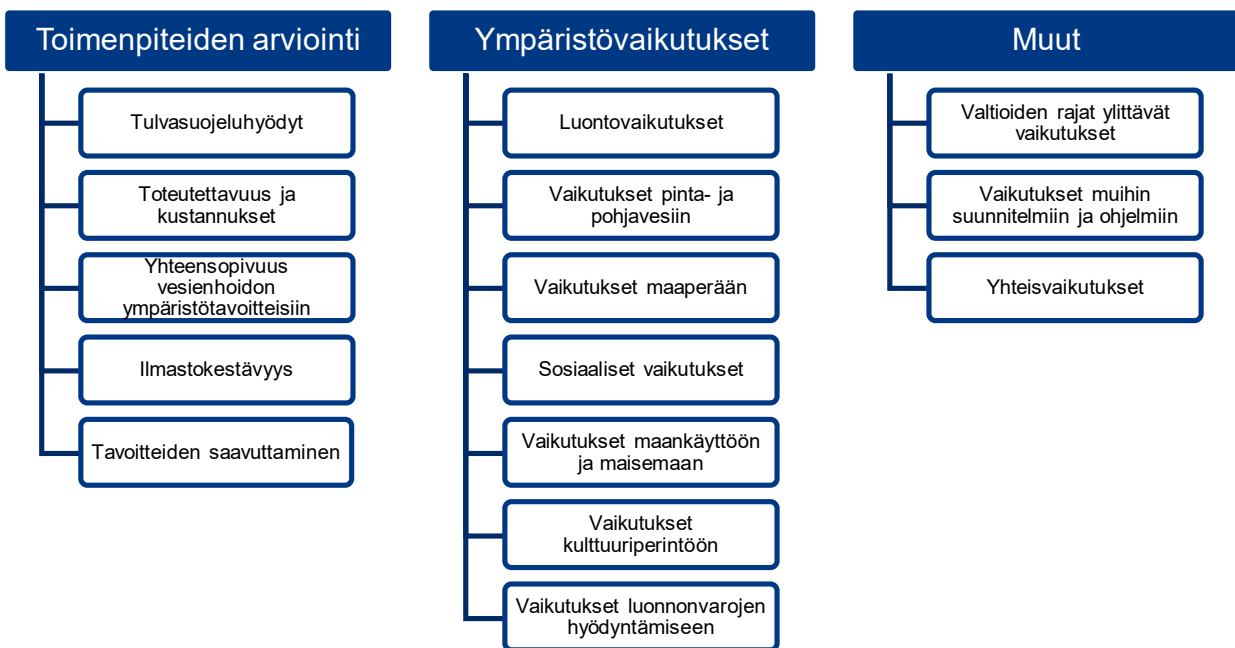 Toimenpiteiden arviointi
Tulvasuojeluhyödyt
Toteutettavuus ja
kustannukset
Yhteensopivuus
vesienhoidon
ympäristötavoitteisiin
Ilmastokestävyys
Tavoitteiden saavuttaminen
Ympäristövaikutukset
Luontovaikutukset
Vaikutukset pinta- ja
pohjavesiin
Vaikutukset maaperään
Sosiaaliset vaikutukset
Vaikutukset maankäyttöön
ja maisemaan
Vaikutukset
kulttuuriperintöön
Vaikutukset luonnonvarojen
hyödyntämiseen
Muut
Valtioiden rajat ylittävät
vaikutukset
Vaikutukset muihin
suunnitelmiin ja ohjelmiin
Yhteisvaikutukset